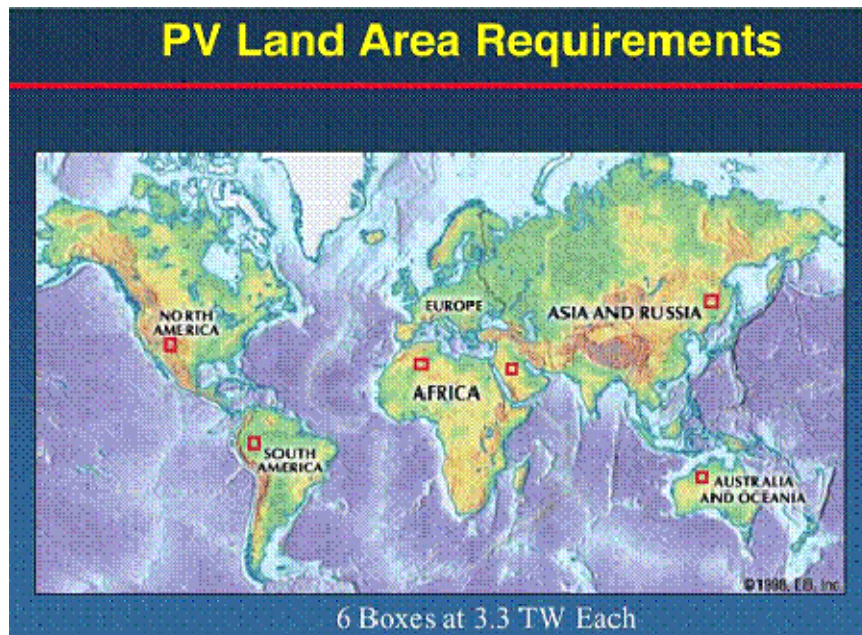 PV Land Area Requirements
NORTH
AMERICA
EUROPE
ASIA AND RUSSIA
AFRICA
SOUTH
AMERICA
AUSTRALIA
AND OCEANIA
©1998, EB, Inc.
6 Boxes at 3.3 TW Each